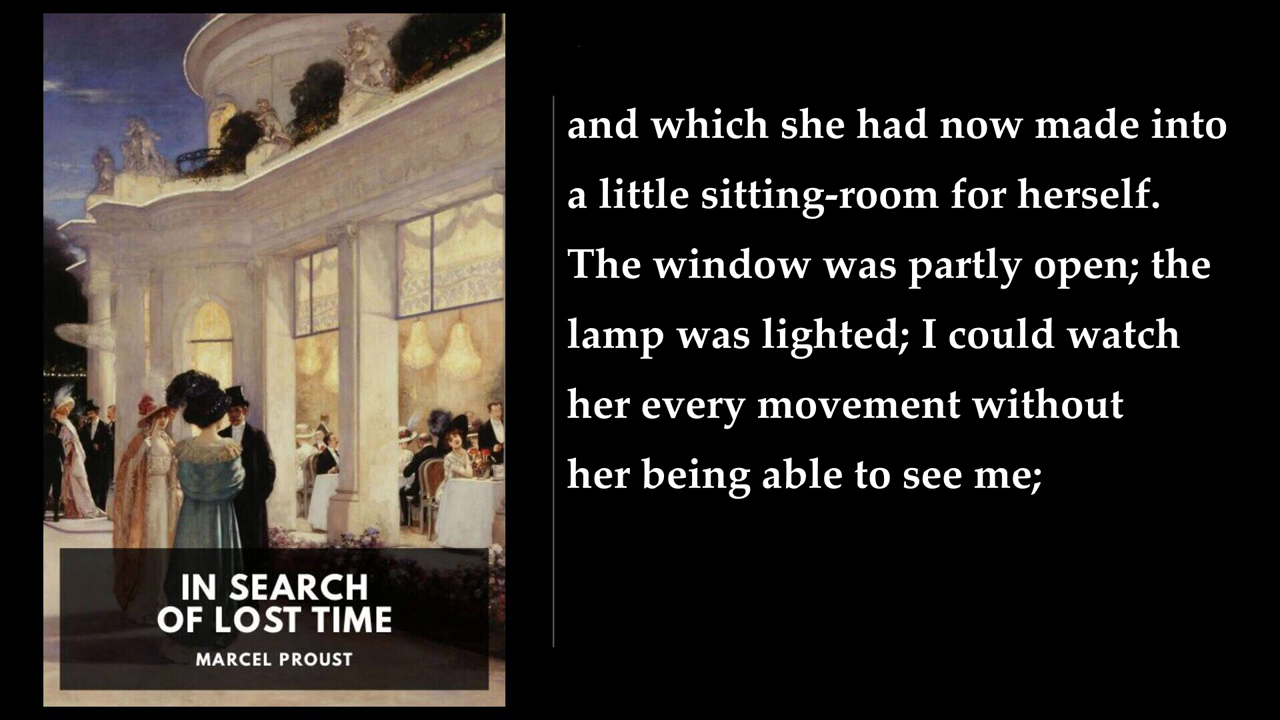 and which she had now made into
a little sitting-room for herself.
The window was partly open; the
lamp was lighted; I could watch
her every movement without
her being able to see me;
IN SEARCH
OF LOST TIME
MARCEL PROUST